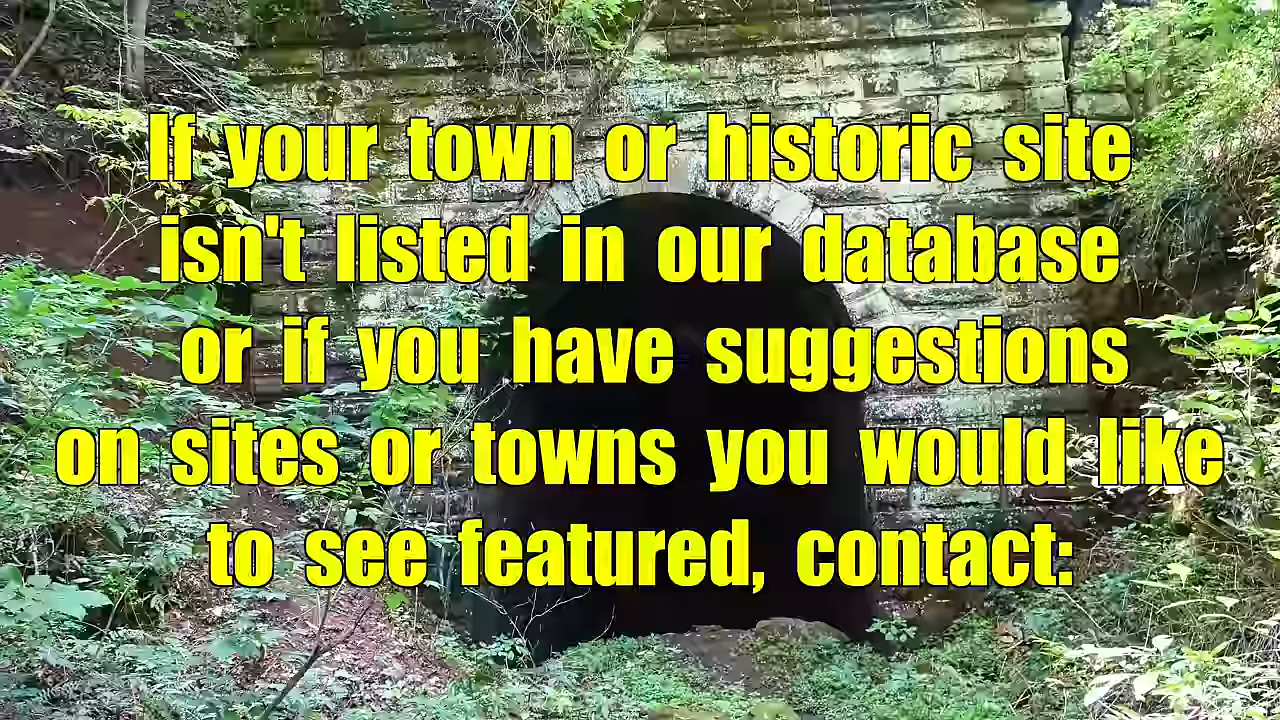 If your town or historic site
isn't listed in our database
or if you have suggestions
on sites or towns you would like
to see featured, contact: